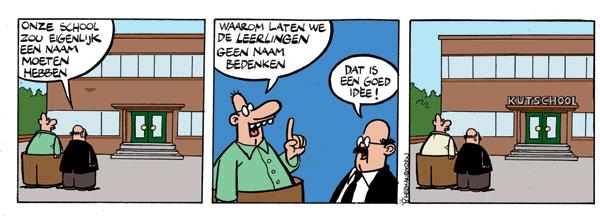 ONZE SCHOOL
ZOU EIGENLIJK
EEN NAAM
MOETEN
HEBBEN
WAAROM LATEN WE
DE LEERLINGEN
GEEN NAAM
BEDENKEN
DAT IS
EEN GOED
IDEE!
KUTSCHOOL